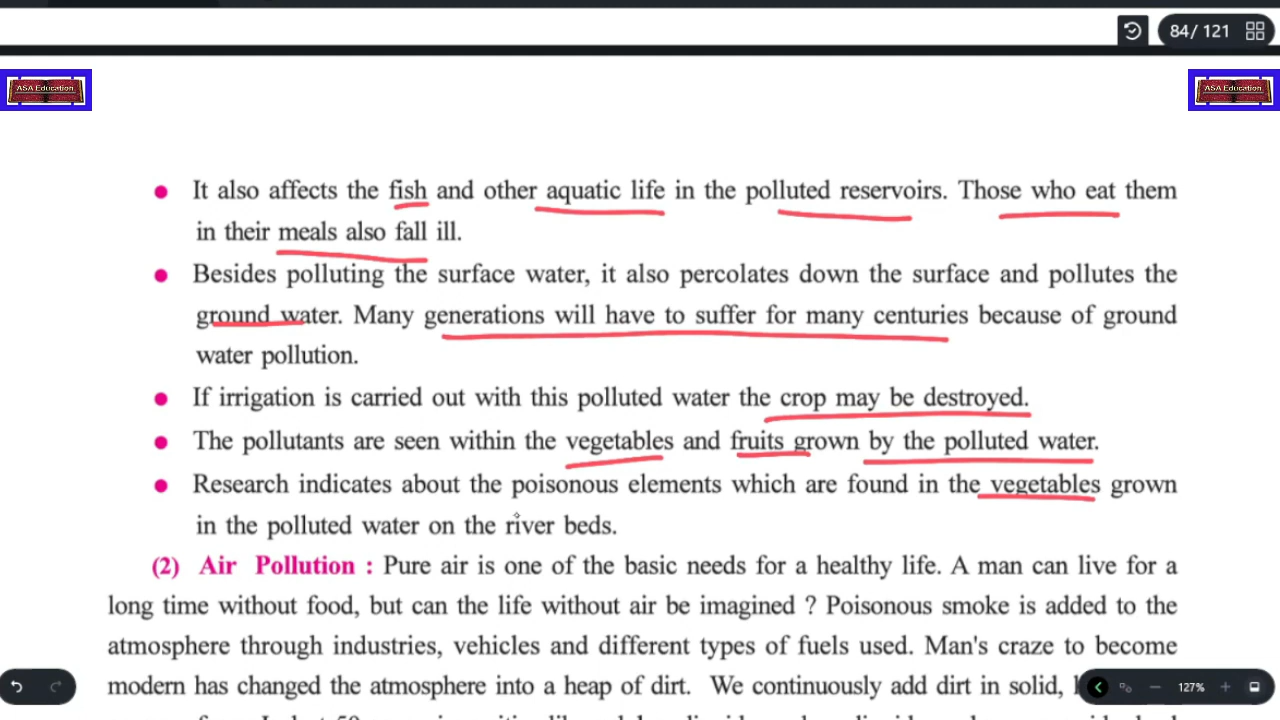 84/ 121
ASA Education.
ASA Education.
• It also affects the fish and other aquatic life in the polluted reservoirs. Those who eat them
in their meals also fall ill.
• Besides polluting the surface water, it also percolates down the surface and pollutes the
ground water. Many generations will have to suffer for many centuries because of ground
water pollution.
• If irrigation is carried out with this polluted water the crop may be destroyed.
• The pollutants are seen within the vegetables and fruits grown by the polluted water.
• Research indicates about the poisonous elements which are found in the vegetables grown
in the polluted water on the river beds.
(2) Air Pollution : Pure air is one of the basic needs for a healthy life. A man can live for a
long time without food, but can the life without air be imagined ? Poisonous smoke is added to the
atmosphere through industries, vehicles and different types of fuels used. Man's craze to become
modern has changed the atmosphere into a heap of dirt. We continuously add dirt in solid,
127%